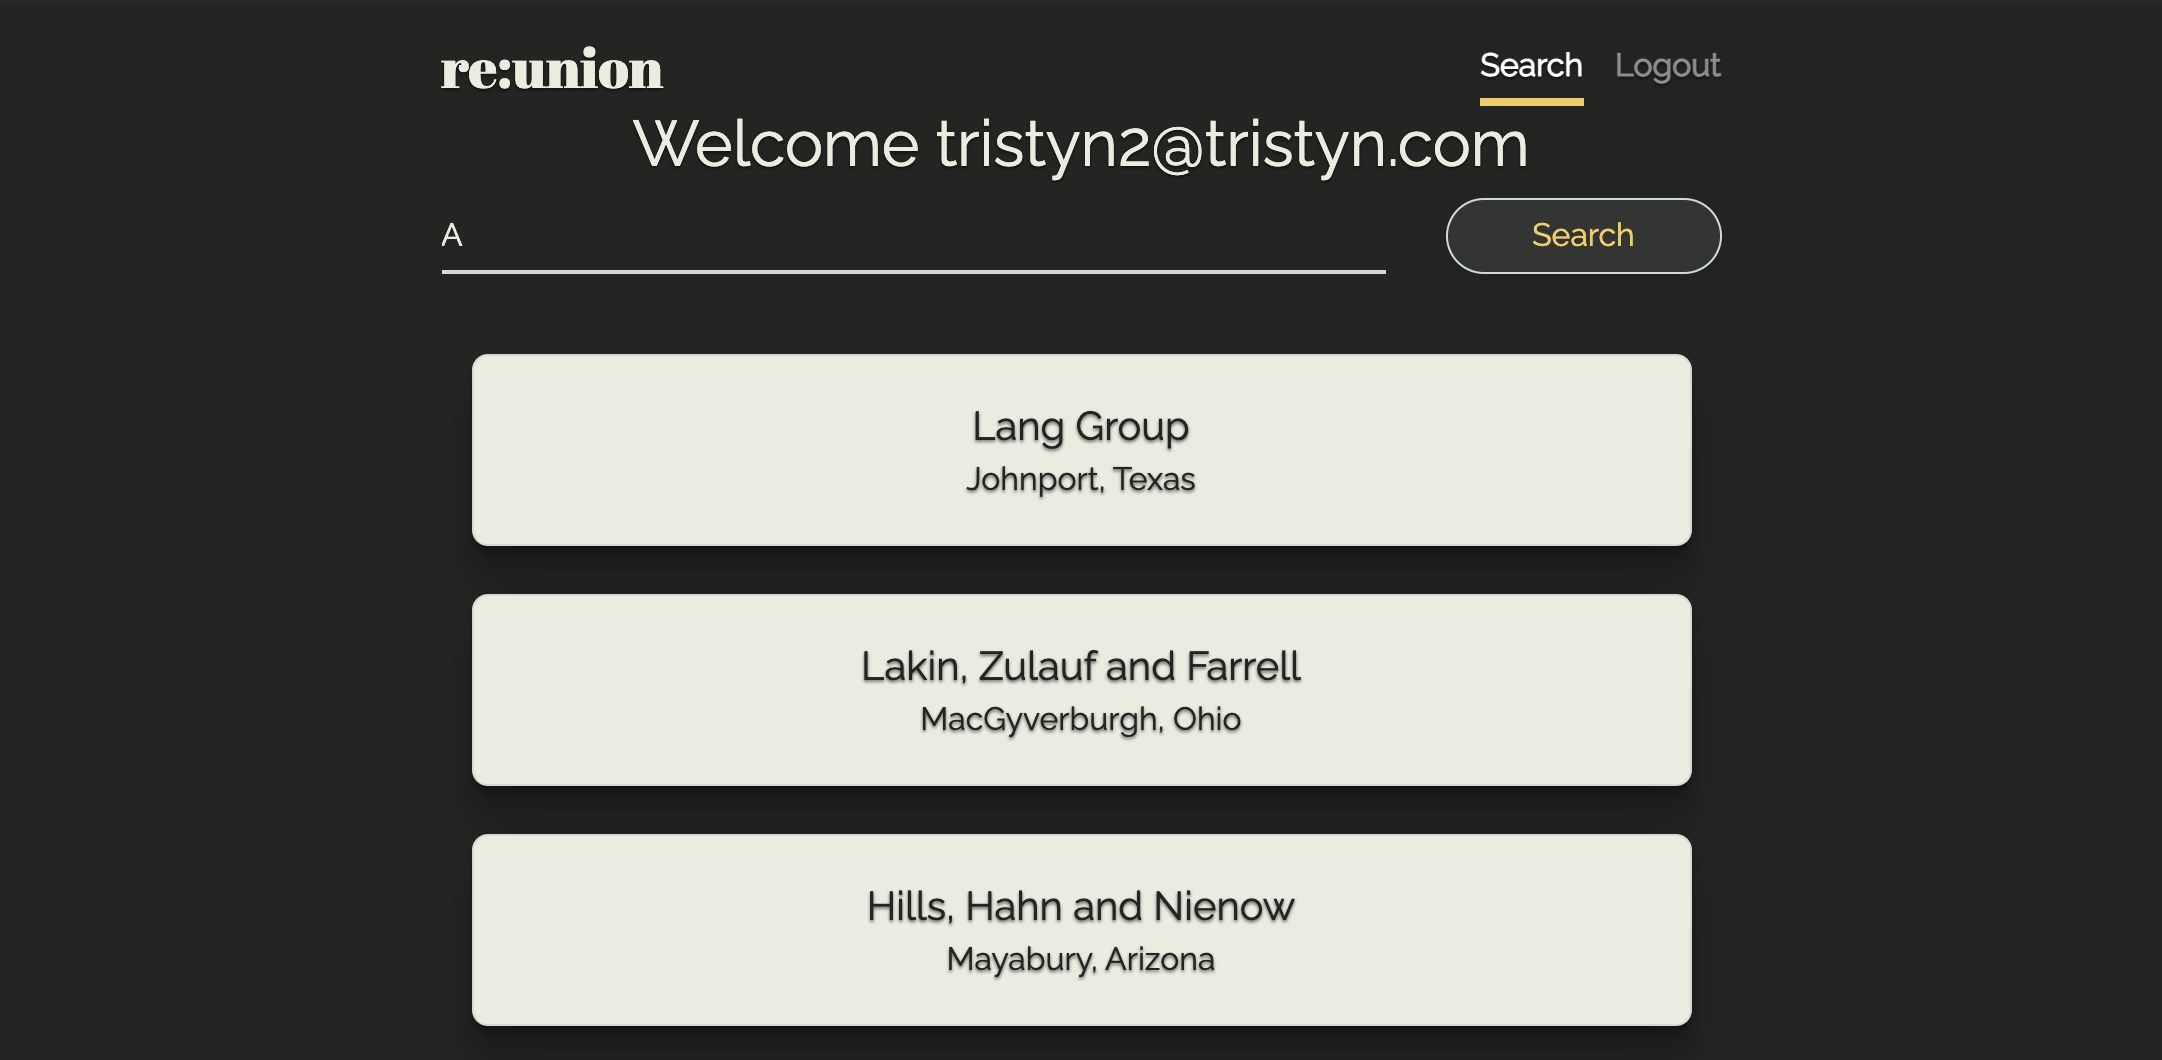 re:union
Search Logout
Welcome tristyn2@tristyn.com
A
Search
Lang Group
Johnport, Texas
Lakin, Zulauf and Farrell
MacGyverburgh, Ohio
Hills, Hahn and Nienow
Mayabury, Arizona